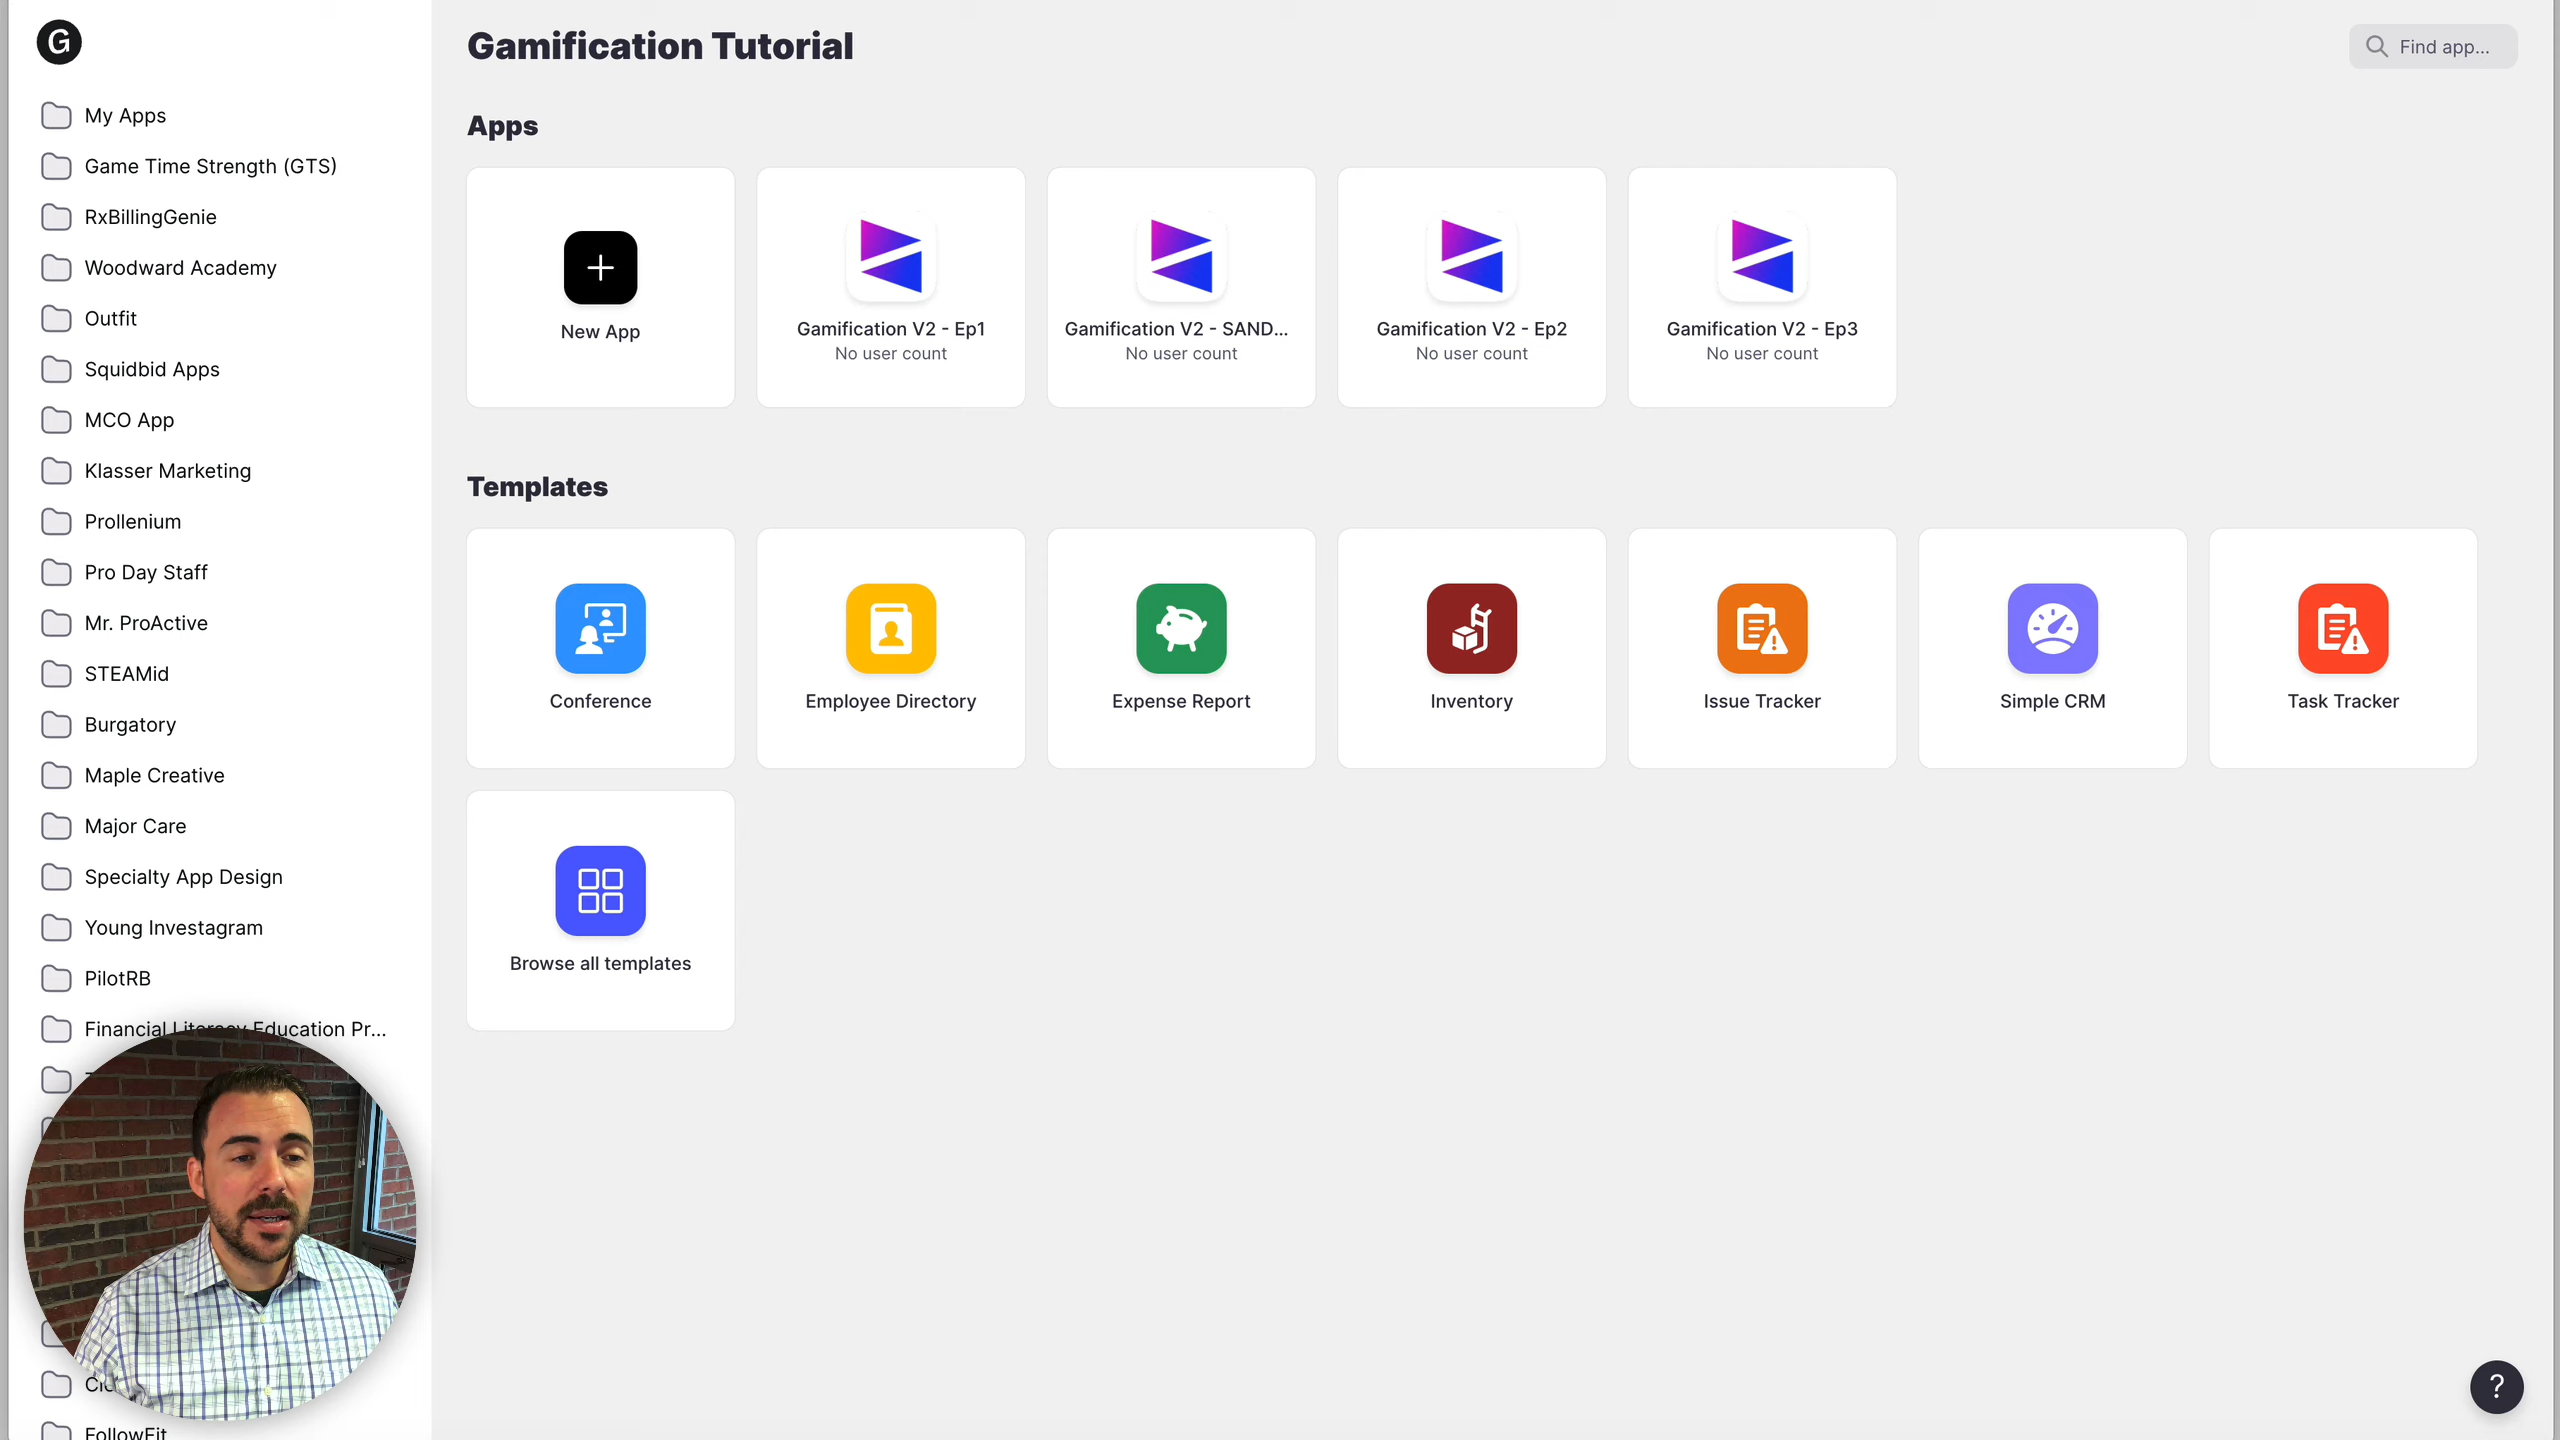 G
My Apps
Game Time Strength (GTS)
RxBillingGenie
Woodward Academy
Outfit
Squidbid Apps
MCO App
Klasser Marketing
Prollenium
Pro Day Staff
Mr. ProActive
STEAMid
Burgatory
Maple Creative
Major Care
Specialty App Design
Young Investagram
PilotRB
Financial Literacy Education Pr...
FollowFit
Gamification Tutorial
Find app...
Apps
New App
Gamification V2 - Ep1
No user count
Gamification V2 - SAND...
No user count
Gamification V2 - Ep2
No user count
Gamification V2 - Ep3
No user count
Templates
Conference
Employee Directory
Expense Report
Inventory
Issue Tracker
Simple CRM
Task Tracker
Browse all templates
?